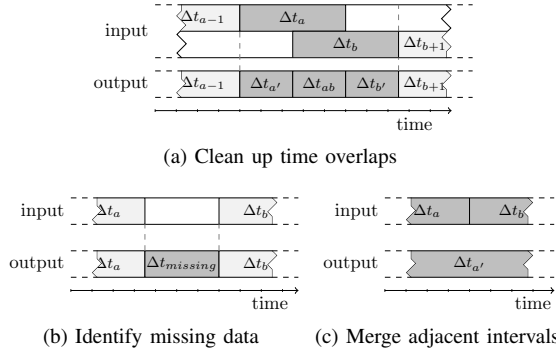 Δt_{a−1} Δt_a
input
Δt_b Δt_{b+1}
output Δt_{a−1} Δt_{a′} Δt_{ab} Δt_{b′} Δt_{b+1}
time
(a) Clean up time overlaps
input Δt_a Δt_b
output Δt_a Δt_{missing} Δt_b
time
(b) Identify missing data
input Δt_a Δt_b
output Δt_{a′}
time
(c) Merge adjacent intervals